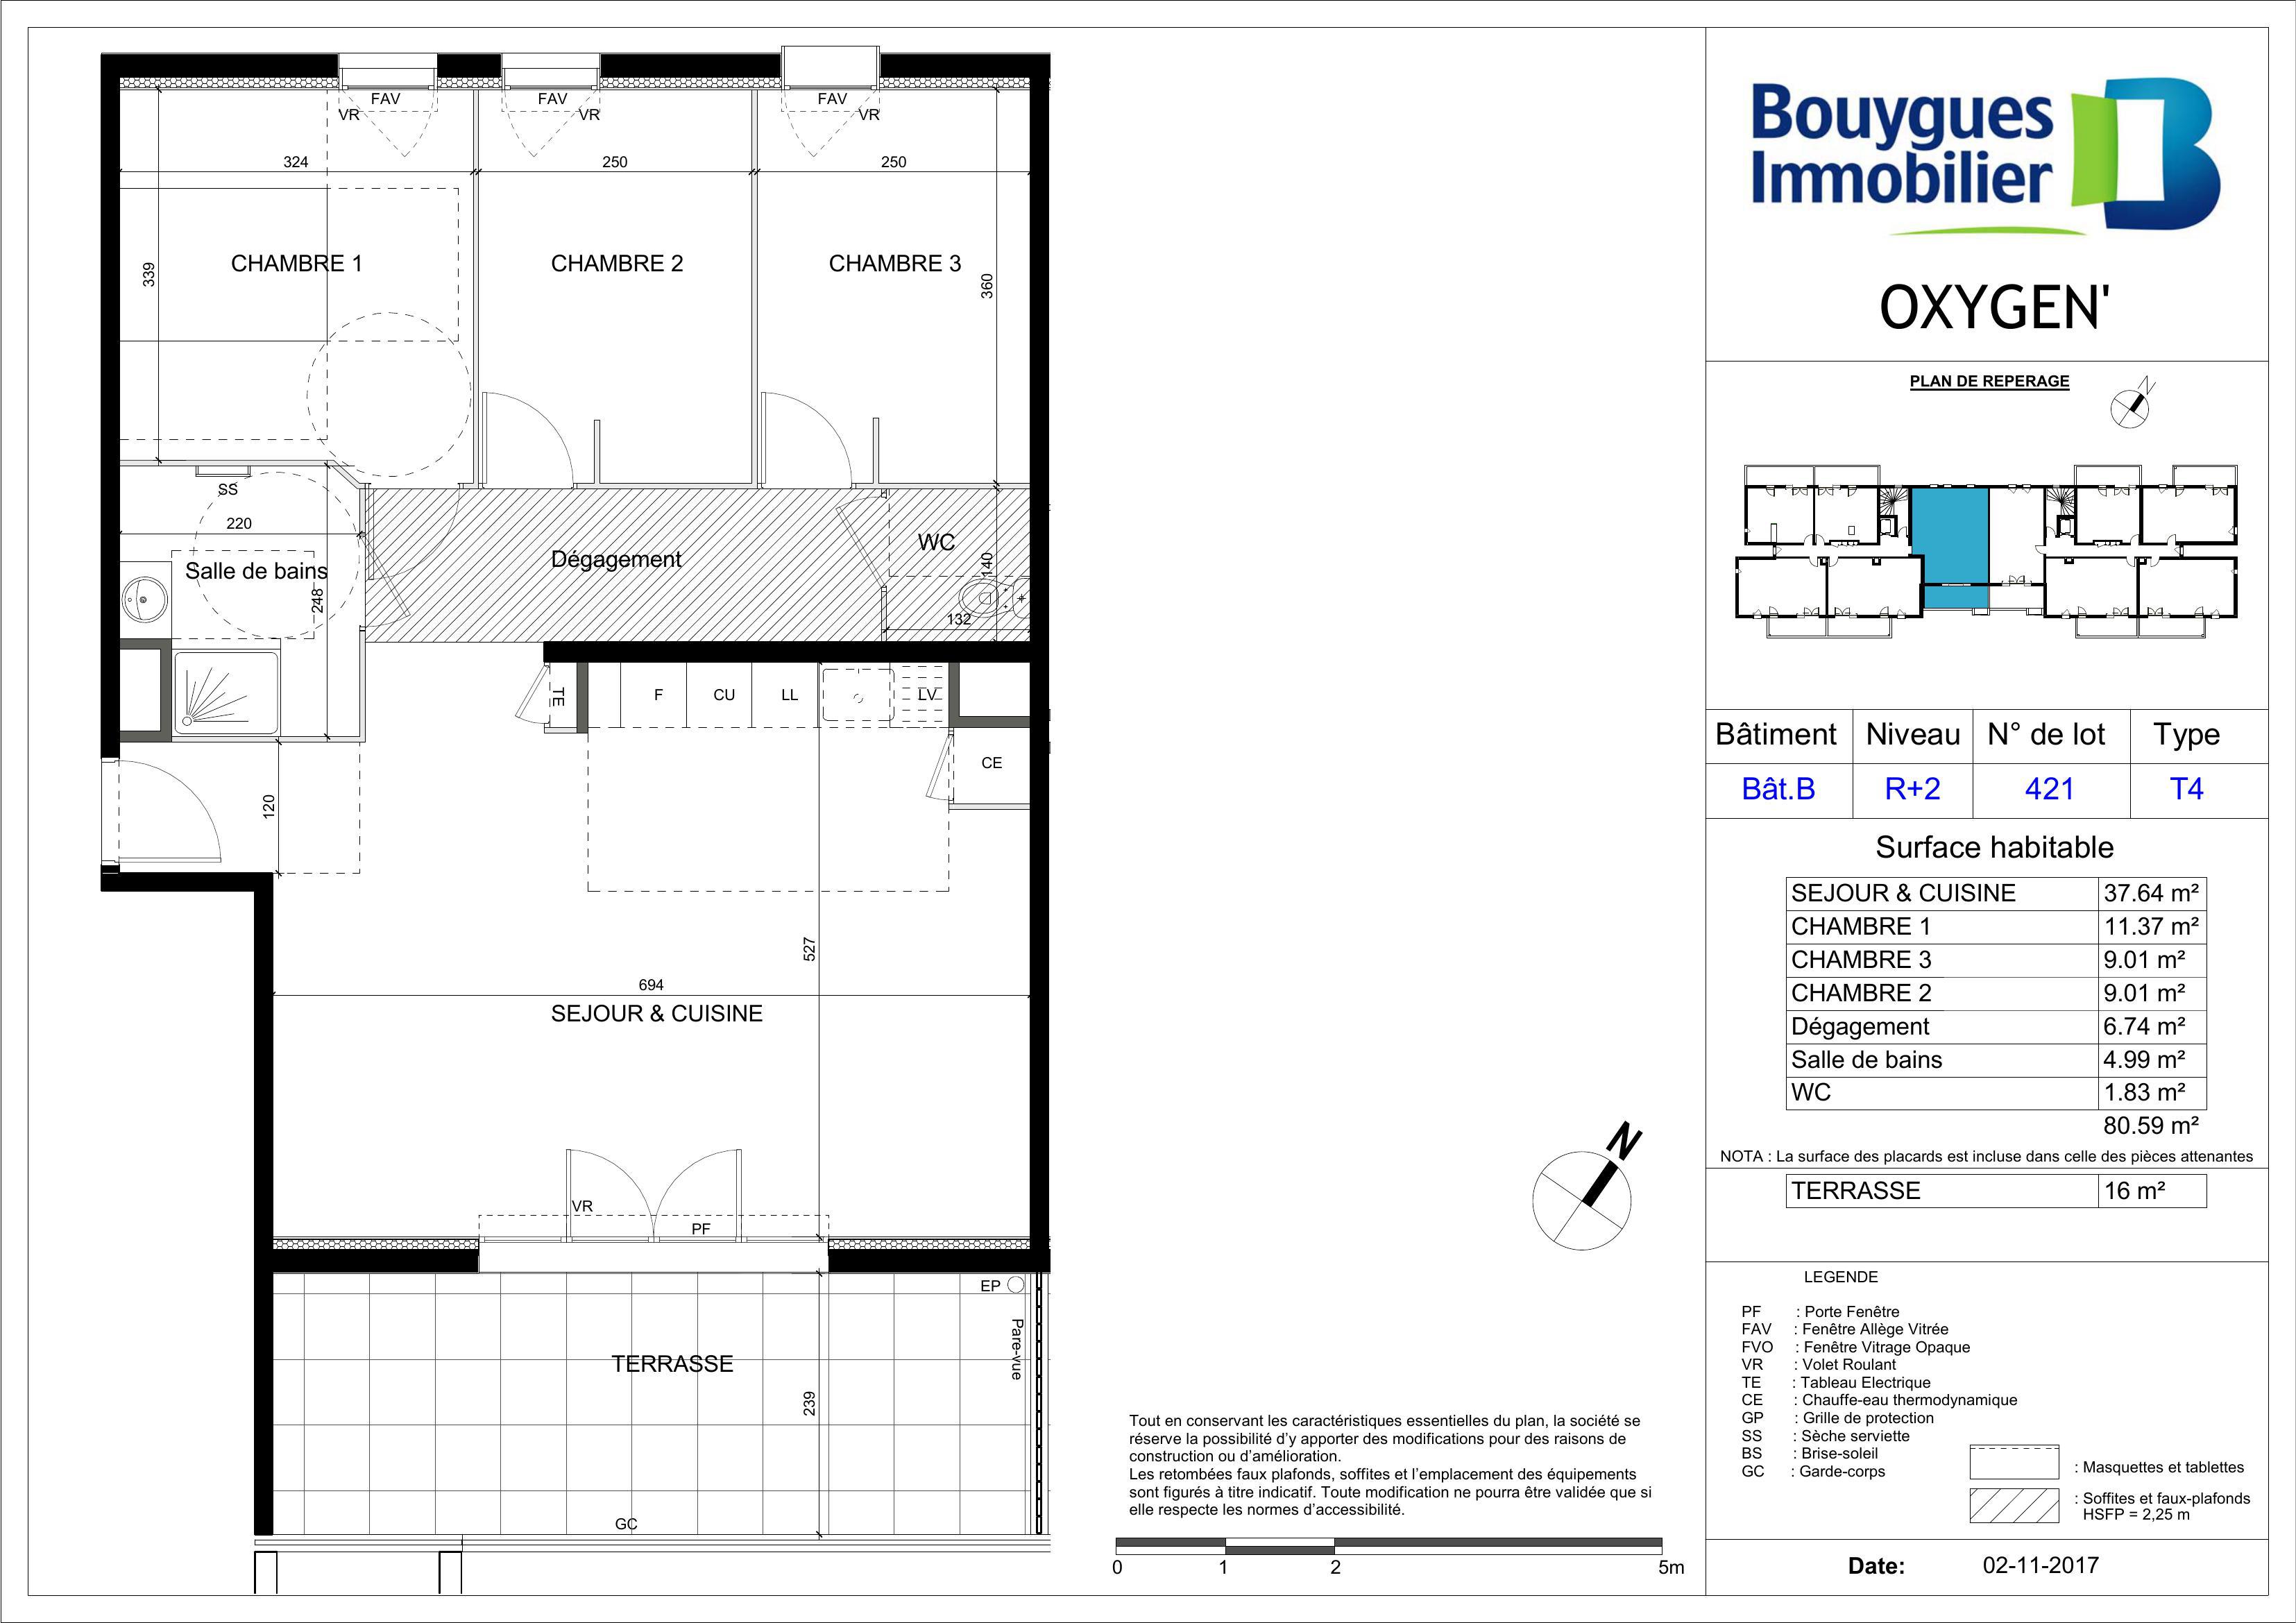 FAV
VR
FAV
VR
FAV
VR
324
250
250
339
CHAMBRE 1
CHAMBRE 2
CHAMBRE 3
360
SS
220
Salle de bains
248
Dégagement
WC
140
132
TE
F
CU
LL
LV
CE
120
527
694
SEJOUR & CUISINE
VR
PF
EP
Pare-vue
TERRASSE
239
GC
N
Tout en conservant les caractéristiques essentielles du plan, la société se
réserve la possibilité d'y apporter des modifications pour des raisons de
construction ou d'amélioration.
Les retombées faux plafonds, soffites et l'emplacement des équipements
sont figurés à titre indicatif. Toute modification ne pourra être validée que si
elle respecte les normes d'accessibilité.
0 1 2 5m
Bouygues
Immobilier
OXYGEN'
PLAN DE REPERAGE
N
Bâtiment Niveau N° de lot Type
Bât.B R+2 421 T4
Surface habitable
SEJOUR & CUISINE 37.64 m²
CHAMBRE 1 11.37 m²
CHAMBRE 3 9.01 m²
CHAMBRE 2 9.01 m²
Dégagement 6.74 m²
Salle de bains 4.99 m²
WC 1.83 m²
80.59 m²
NOTA : La surface des placards est incluse dans celle des pièces attenantes
TERRASSE 16 m²
LEGENDE
PF : Porte Fenêtre
FAV : Fenêtre Allège Vitrée
FVO : Fenêtre Vitrage Opaque
VR : Volet Roulant
TE : Tableau Electrique
CE : Chauffe-eau thermodynamique
GP : Grille de protection
SS : Sèche serviette
BS : Brise-soleil
GC : Garde-corps
: Masquettes et tablettes
: Soffites et faux-plafonds
HSFP = 2,25 m
Date: 02-11-2017